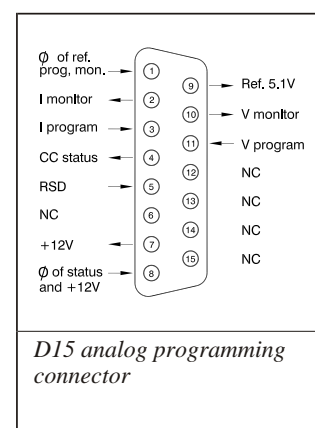 Ø of ref.
prog, mon.
I monitor
I program
CC status
RSD
NC
+12V
Ø of status
and +12V
1
2
3
4
5
6
7
8
9
10
11
12
13
14
15
Ref. 5.1V
V monitor
V program
NC
NC
NC
NC
D15 analog programming
connector